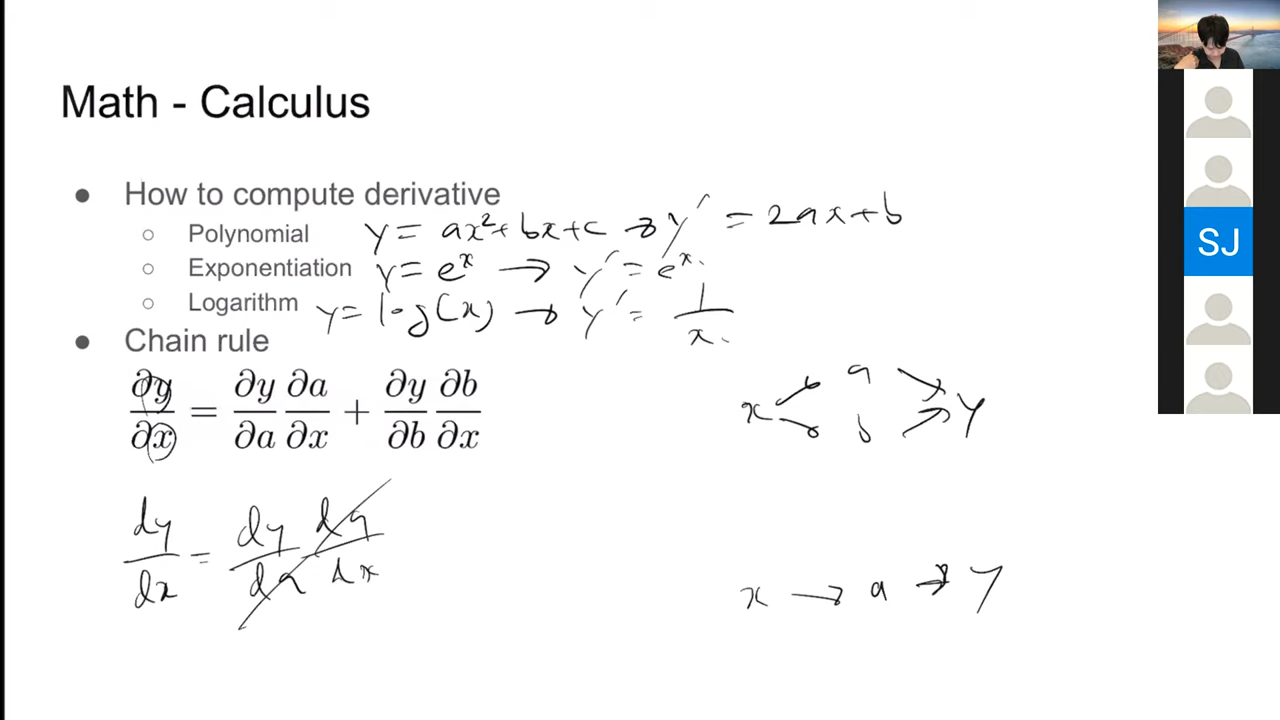 Math - Calculus
● How to compute derivative
○ Polynomial y = ax²+bx+c → y′ = 2ax+b
○ Exponentiation y = eˣ → y′ = eˣ.
○ Logarithm y = log(x) → y′ = 1/x.
● Chain rule
∂y/∂x = ∂y/∂a ∂a/∂x + ∂y/∂b ∂b/∂x
x a b y
dy/dx = dy/da da/dx
x → a → y
SJ